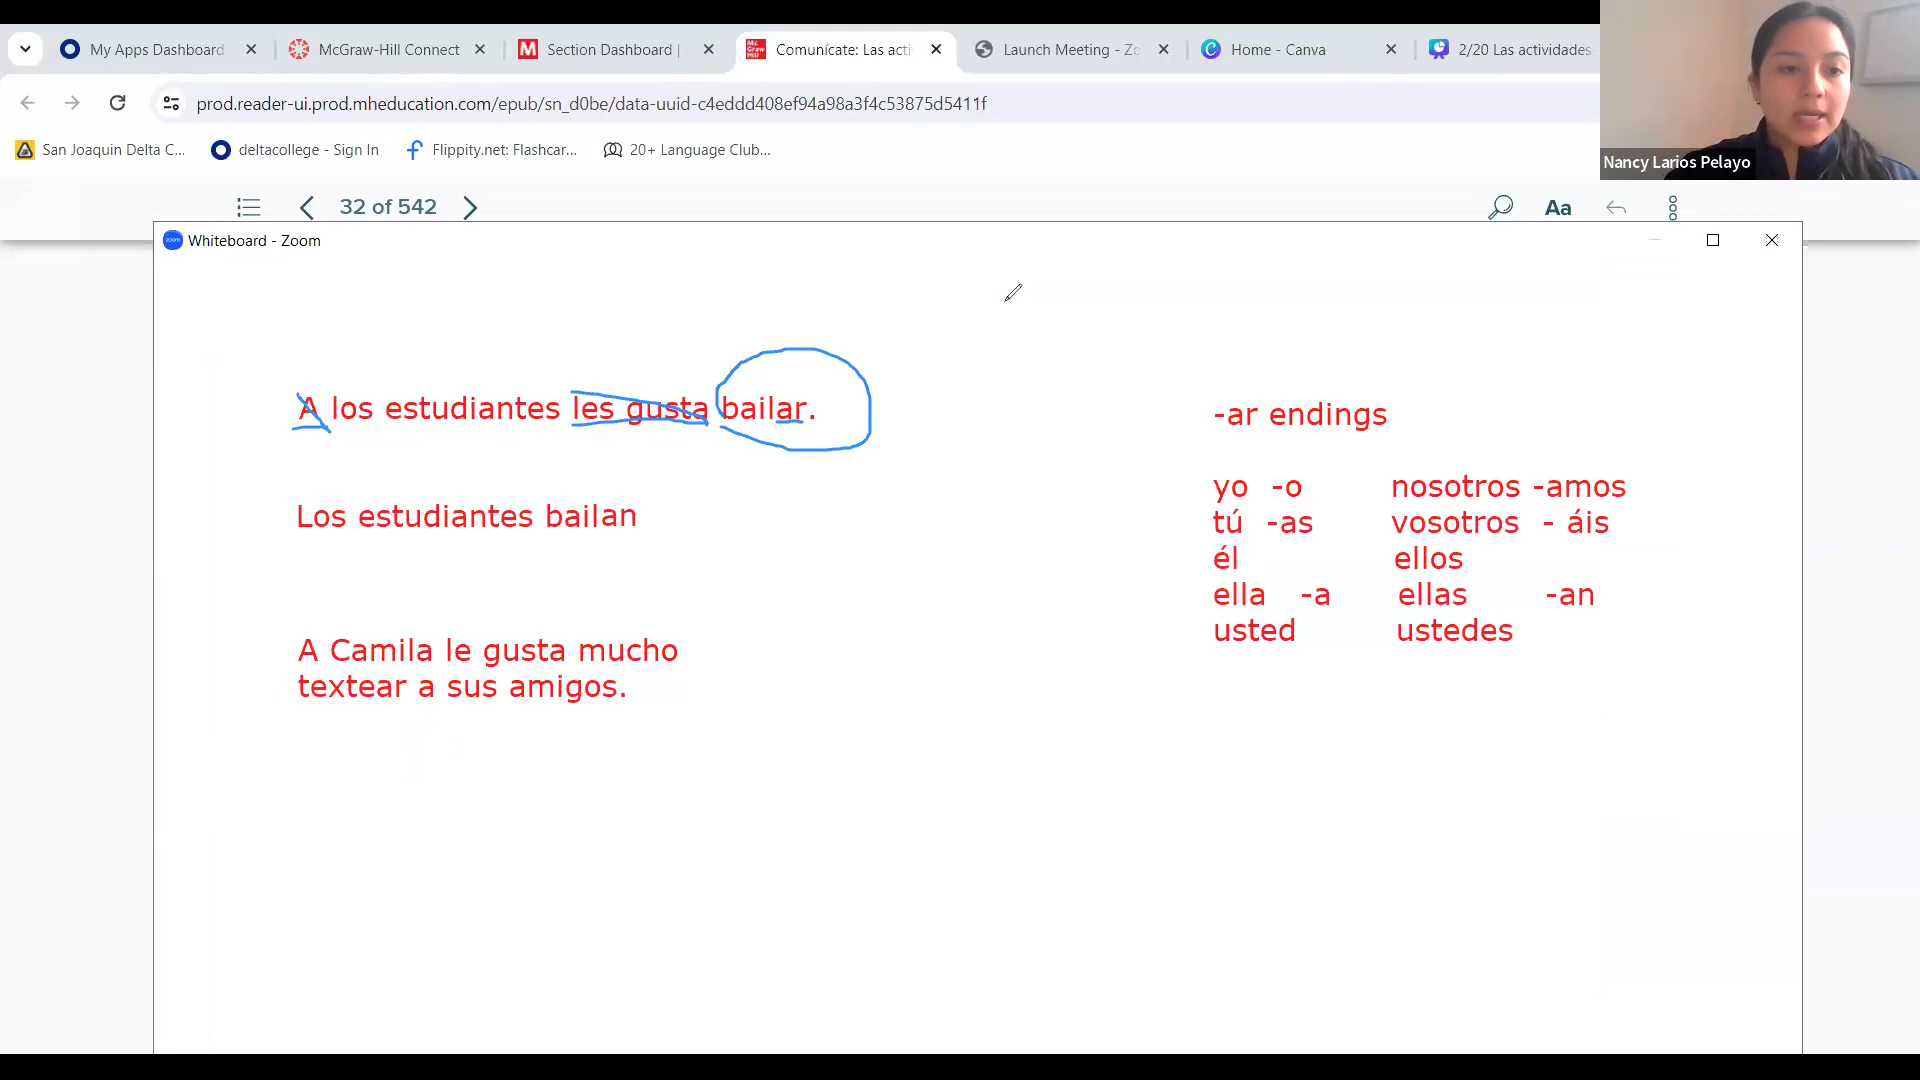 My Apps Dashboard
McGraw-Hill Connect
Section Dashboard |
Comunícate: Las acti
Launch Meeting - Zo
Home - Canva
2/20 Las actividades
prod.reader-ui.prod.mheducation.com/epub/sn_d0be/data-uuid-c4eddd408ef94a98a3f4c53875d5411f
San Joaquin Delta C...
deltacollege - Sign In
Flippity.net: Flashcar...
20+ Language Club...
Nancy Larios Pelayo
32 of 542
Aa
Whiteboard - Zoom
A los estudiantes les gusta bailar.
Los estudiantes bailan
A Camila le gusta mucho
textear a sus amigos.
-ar endings
yo -o nosotros -amos
tú -as vosotros - áis
él ellos
ella -a ellas -an
usted ustedes